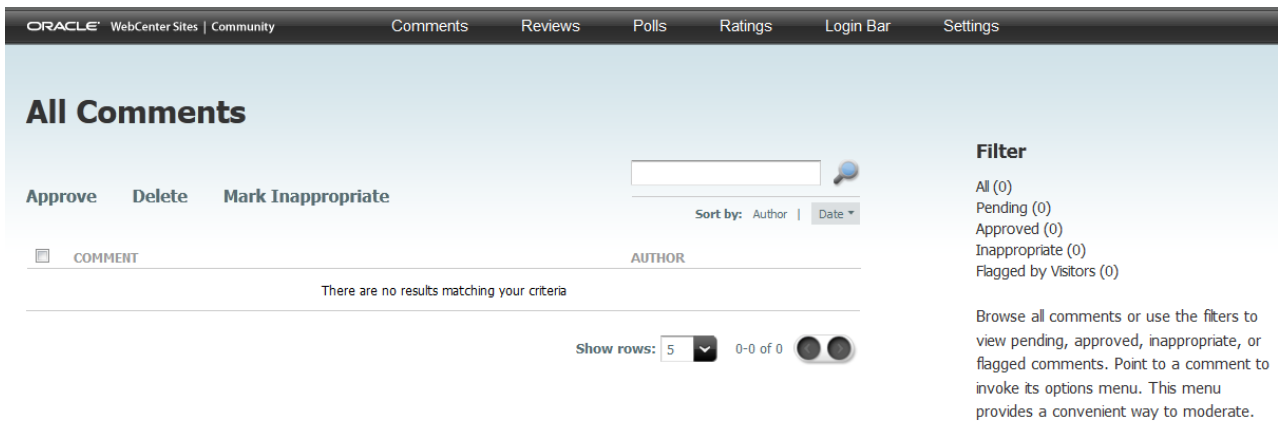 ORACLE WebCenter Sites | Community Comments Reviews Polls Ratings Login Bar Settings
All Comments
Approve Delete Mark Inappropriate
Sort by: Author | Date
COMMENT AUTHOR
There are no results matching your criteria
Show rows: 5 0-0 of 0
Filter
All (0)
Pending (0)
Approved (0)
Inappropriate (0)
Flagged by Visitors (0)
Browse all comments or use the filters to
view pending, approved, inappropriate, or
flagged comments. Point to a comment to
invoke its options menu. This menu
provides a convenient way to moderate.